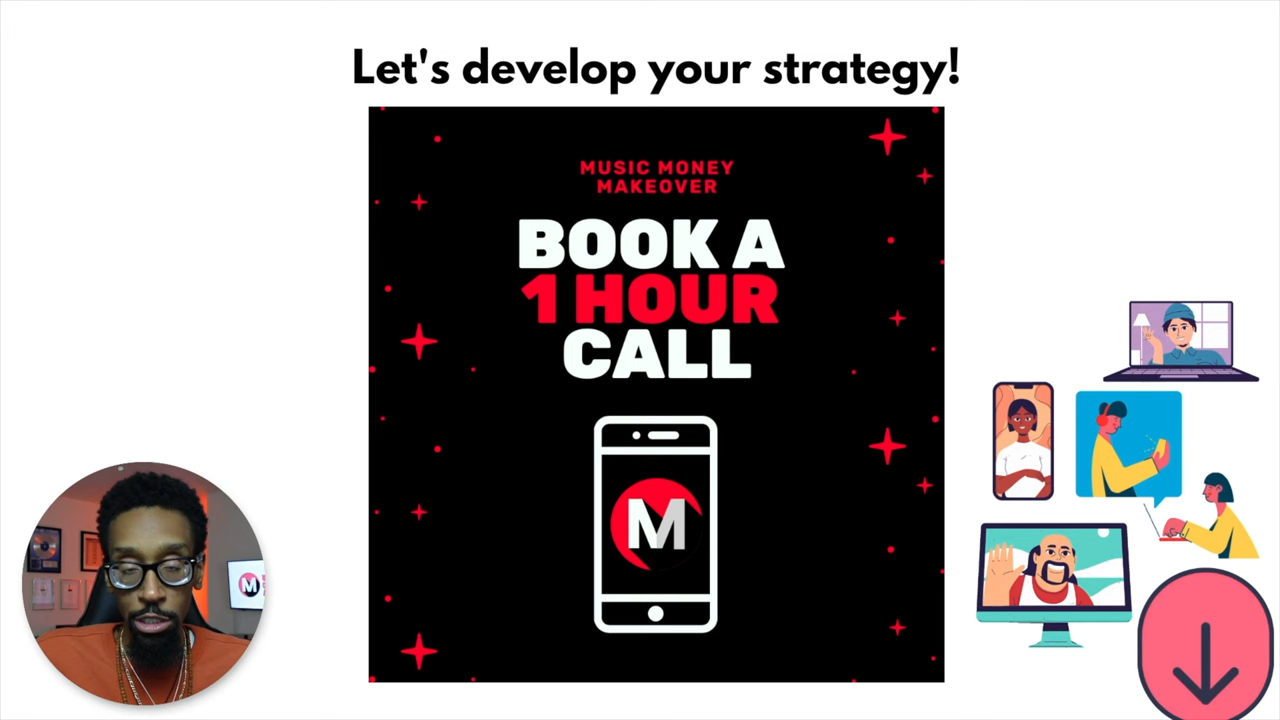 Let's develop your strategy!
MUSIC MONEY
MAKEOVER
BOOK A
1 HOUR
CALL
M
M